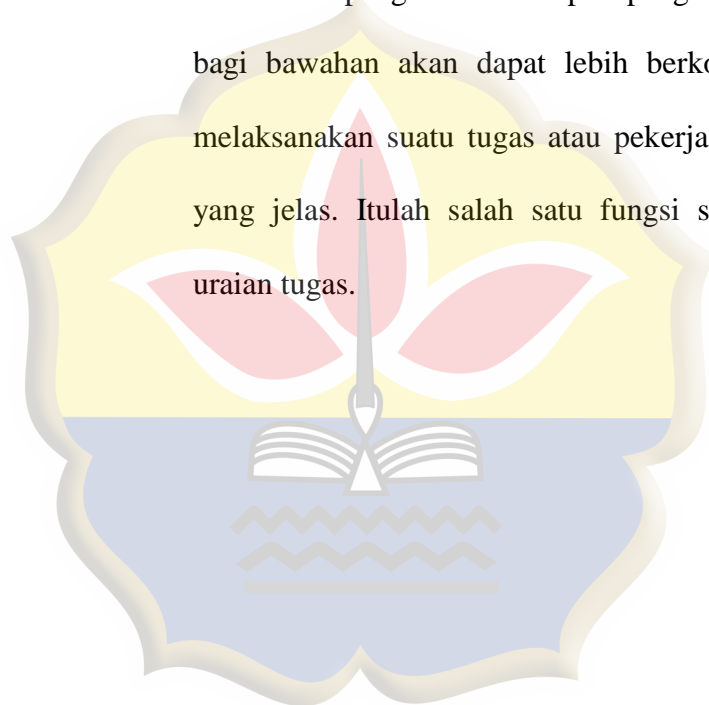 bagi bawahan akan dapat lebih
melaksanakan suatu tugas atau
yang jelas. Itulah salah satu fungsi
uraian tugas.